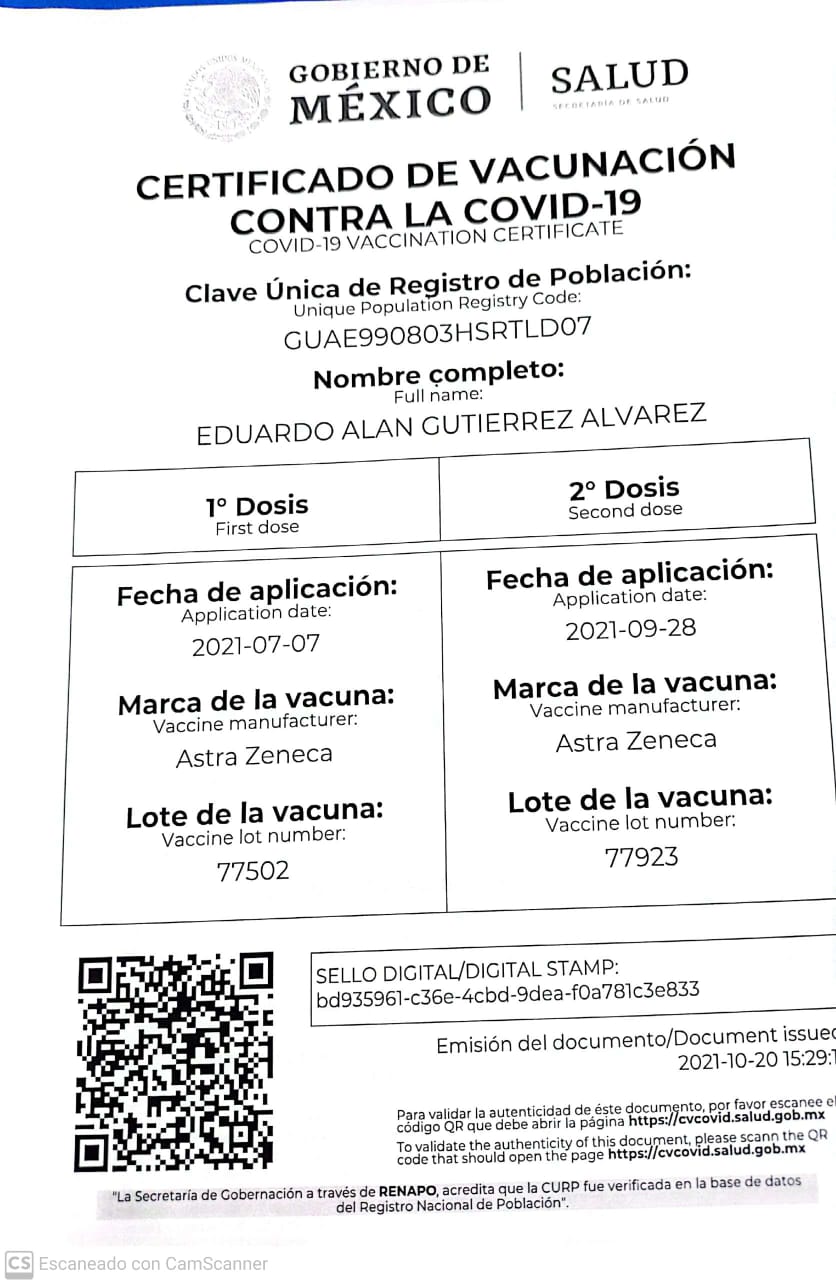 GOBIERNO DE
MÉXICO
SALUD
SECRETARÍA DE SALUD
CERTIFICADO DE VACUNACIÓN
CONTRA LA COVID-19
COVID-19 VACCINATION CERTIFICATE
Clave Única de Registro de Población:
Unique Population Registry Code:
GUAE990803HSRTLD07
Nombre completo:
Full name:
EDUARDO ALAN GUTIERREZ ALVAREZ
1° Dosis
First dose
2° Dosis
Second dose
Fecha de aplicación:
Application date:
2021-07-07
Marca de la vacuna:
Vaccine manufacturer:
Astra Zeneca
Lote de la vacuna:
Vaccine lot number:
77502
Fecha de aplicación:
Application date:
2021-09-28
Marca de la vacuna:
Vaccine manufacturer:
Astra Zeneca
Lote de la vacuna:
Vaccine lot number:
77923
SELLO DIGITAL/DIGITAL STAMP:
bd935961-c36e-4cbd-9dea-f0a781c3e833
Emisión del documento/Document issued
2021-10-20 15:29:1
Para validar la autenticidad de éste documento, por favor escanee el
código QR que debe abrir la página https://cvcovid.salud.gob.mx
To validate the authenticity of this document, please scann the QR
code that should open the page https://cvcovid.salud.gob.mx
"La Secretaría de Gobernación a través de RENAPO, acredita que la CURP fue verificada en la base de datos
del Registro Nacional de Población".
CS Escaneado con CamScanner